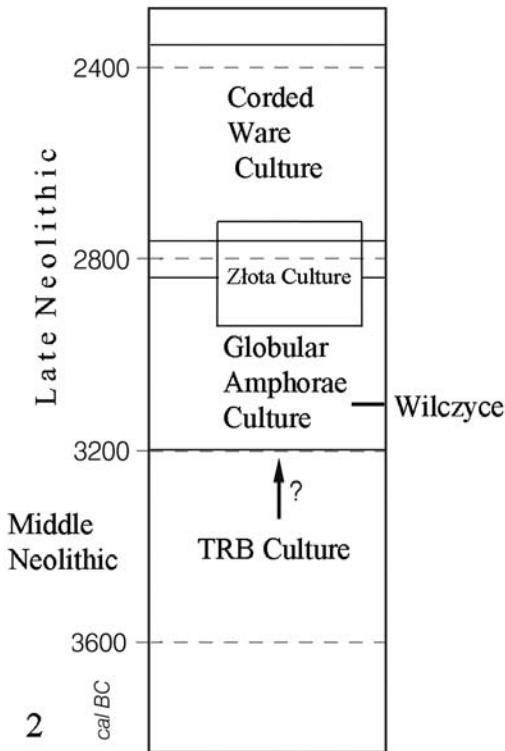 2400
Corded
Ware
Culture
Late Neolithic
2800
Złota Culture
Globular
Amphorae
Culture
Wilczyce
3200
?
Middle
Neolithic
TRB Culture
3600
cal BC
2